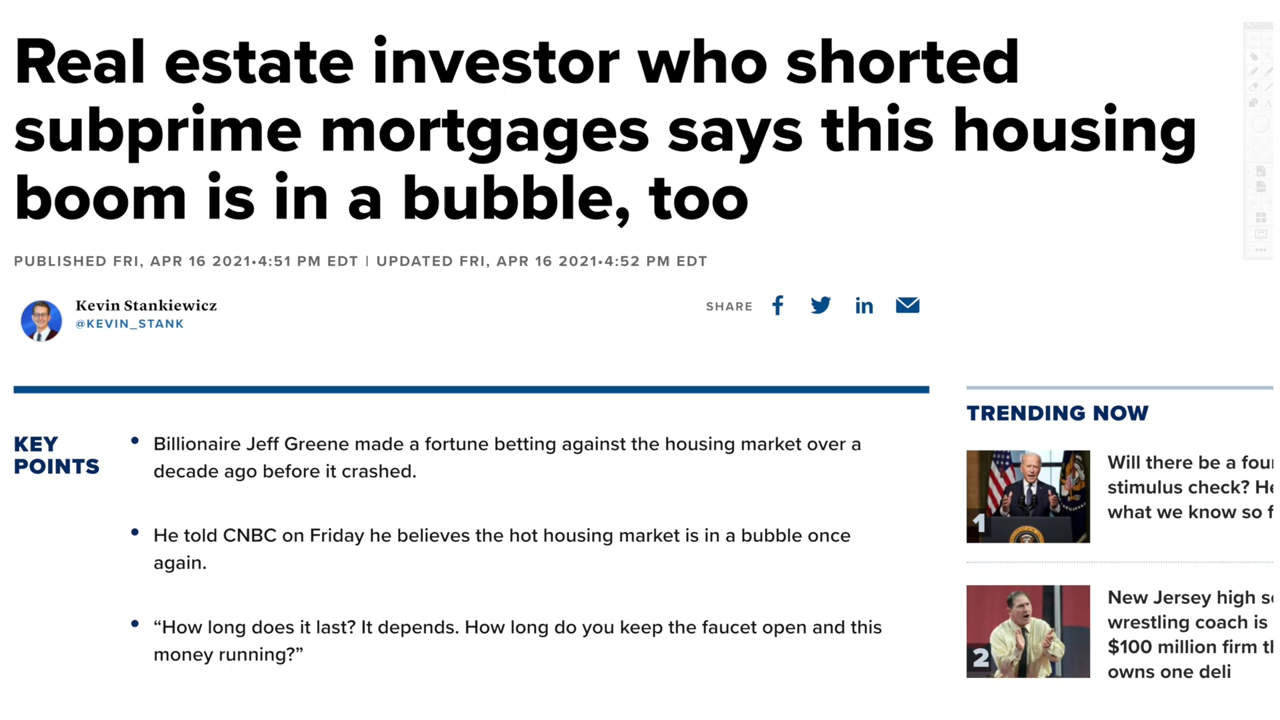 Real estate investor who shorted
subprime mortgages says this housing
boom is in a bubble, too
PUBLISHED FRI, APR 16 2021•4:51 PM EDT | UPDATED FRI, APR 16 2021•4:52 PM EDT
Kevin Stankiewicz
@KEVIN_STANK
SHARE
KEY
POINTS
• Billionaire Jeff Greene made a fortune betting against the housing market over a
decade ago before it crashed.
• He told CNBC on Friday he believes the hot housing market is in a bubble once
again.
• “How long does it last? It depends. How long do you keep the faucet open and this
money running?”
TRENDING NOW
1
Will there be a four
stimulus check? He
what we know so f
2
New Jersey high s
wrestling coach is
$100 million firm th
owns one deli